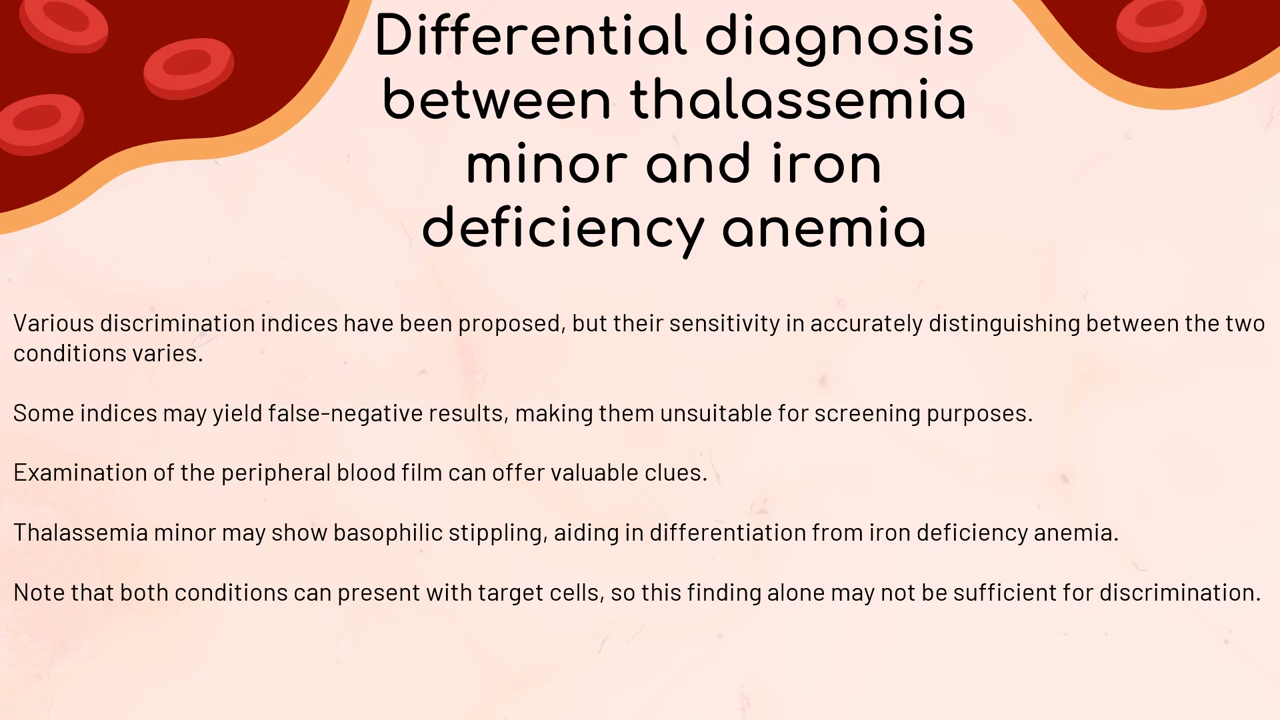 Differential diagnosis
between thalassemia
minor and iron
deficiency anemia
Various discrimination indices have been proposed, but their sensitivity in accurately distinguishing between the two
conditions varies.
Some indices may yield false-negative results, making them unsuitable for screening purposes.
Examination of the peripheral blood film can offer valuable clues.
Thalassemia minor may show basophilic stippling, aiding in differentiation from iron deficiency anemia.
Note that both conditions can present with target cells, so this finding alone may not be sufficient for discrimination.